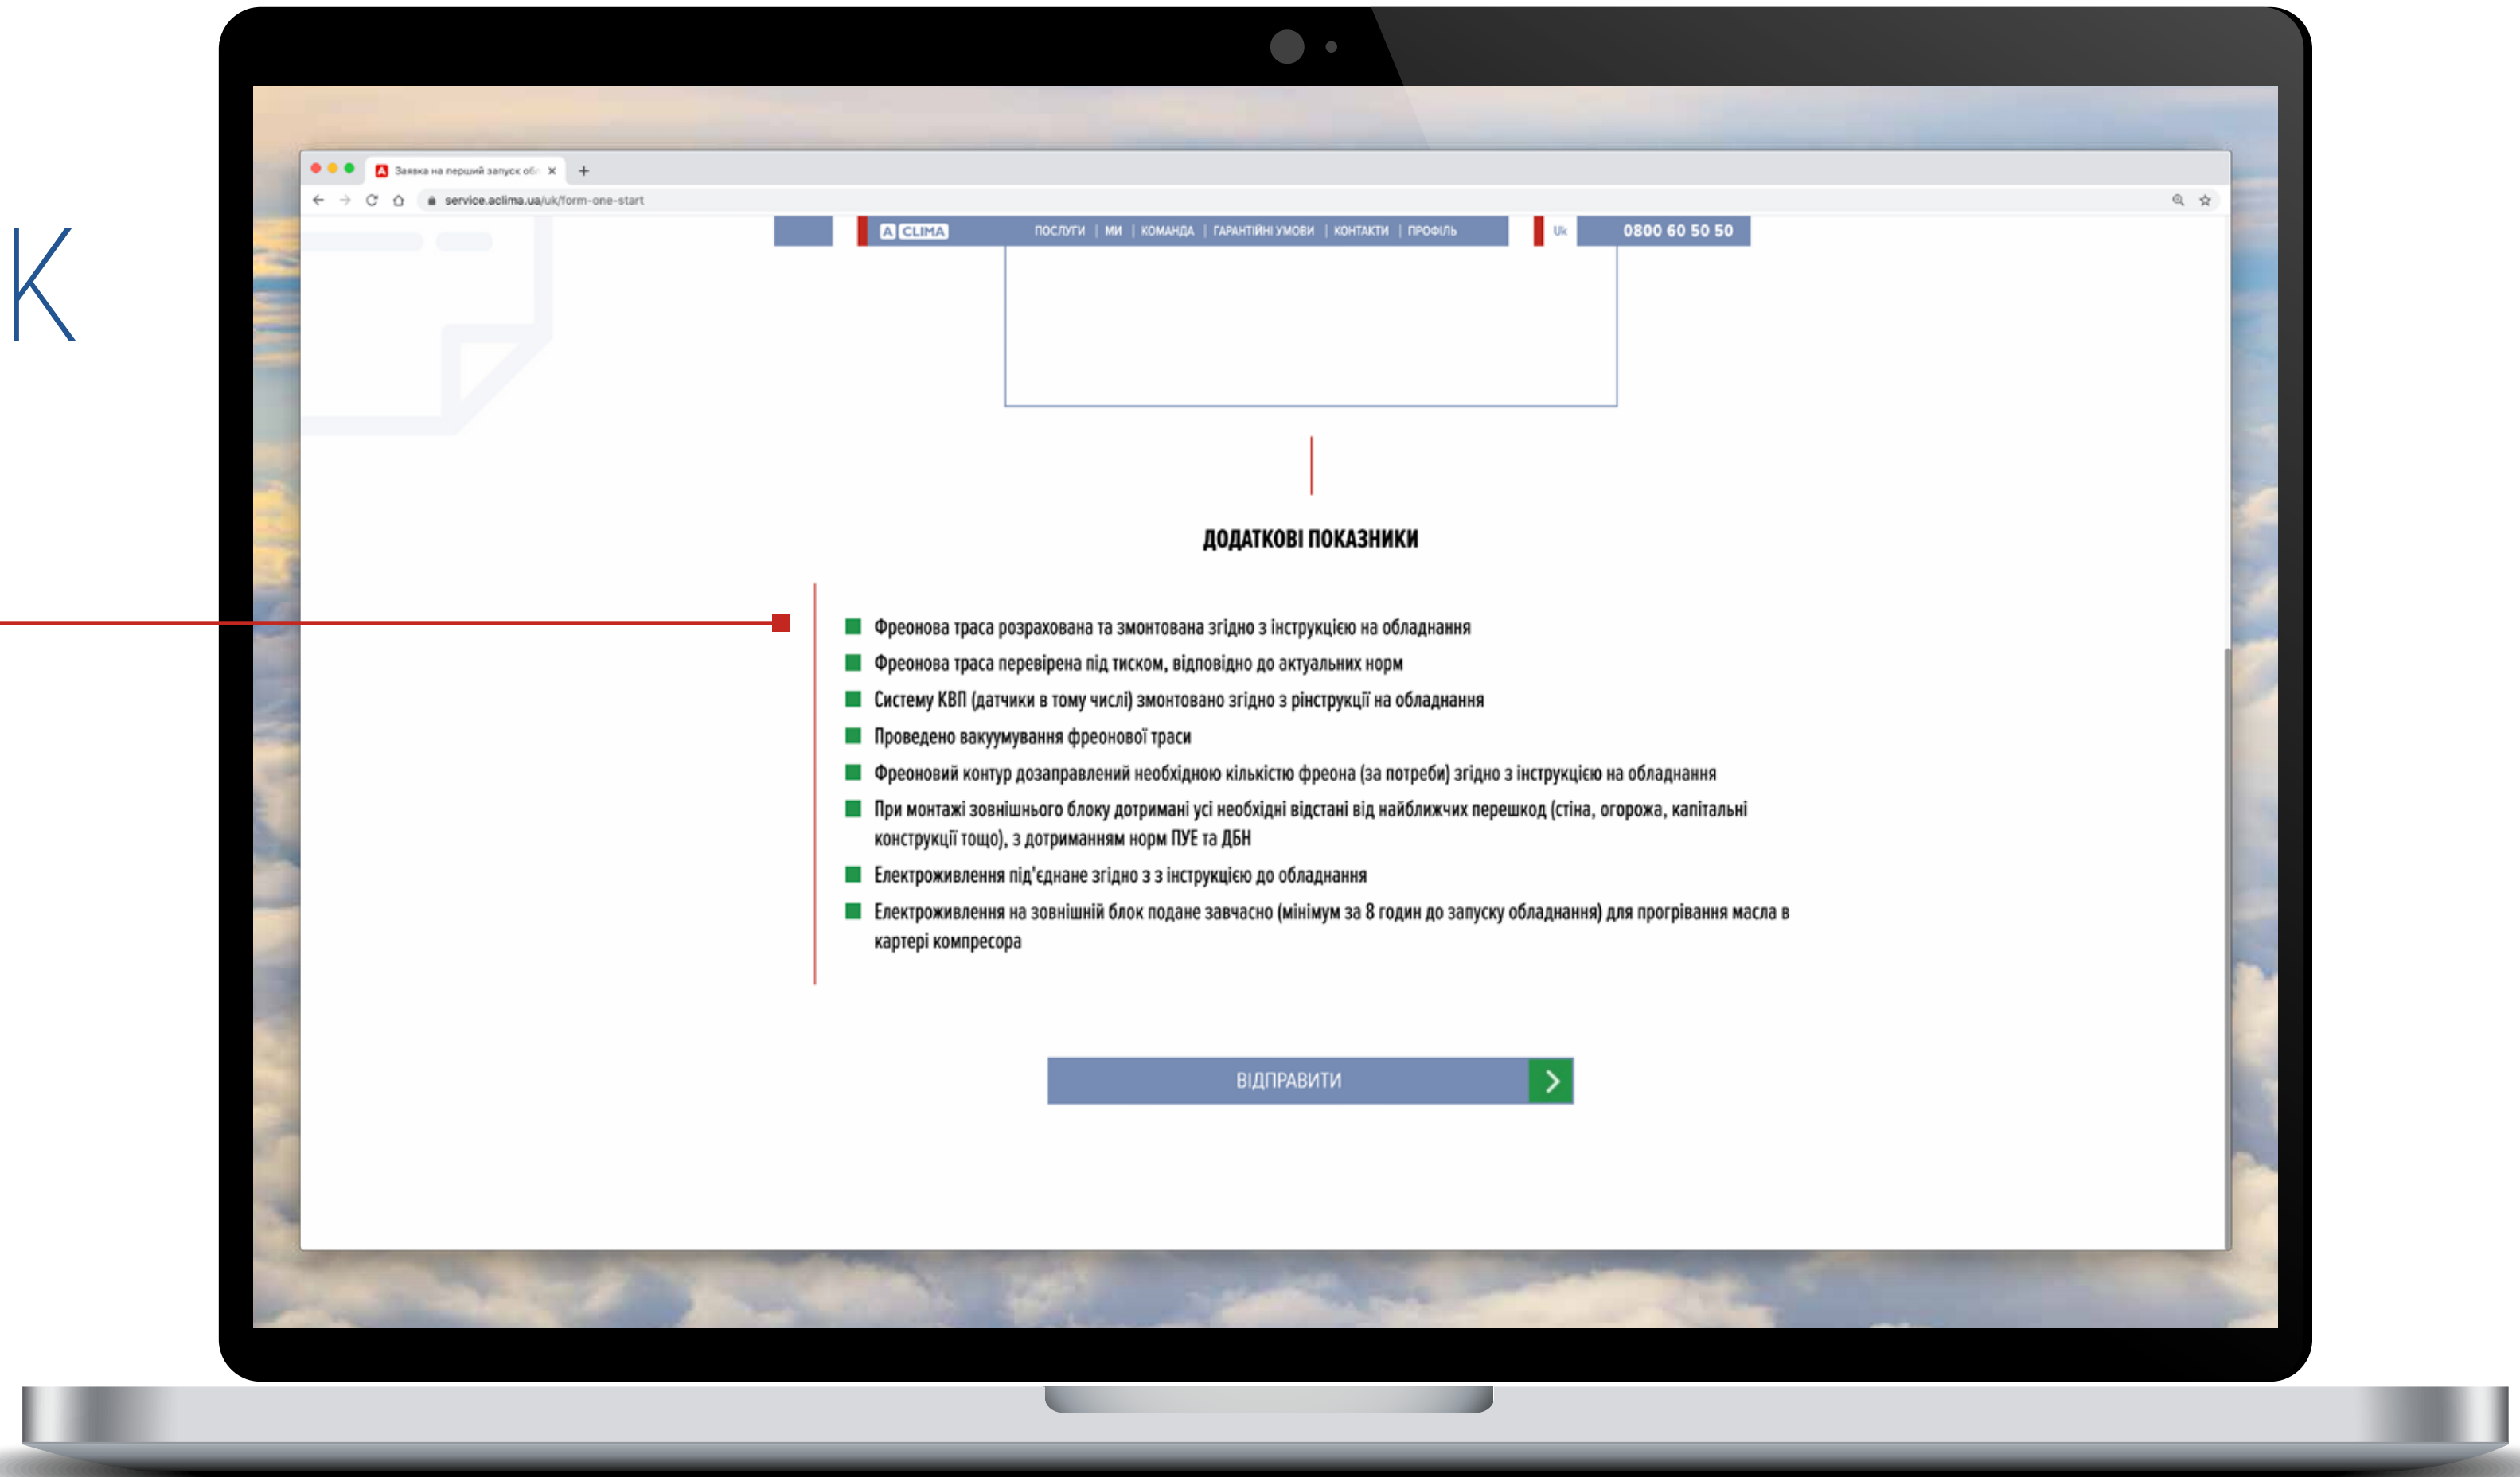 К
Заявка на перший запуск об
service.aclima.ua/uk/form-one-start
A CLIMA
ПОСЛУГИ | МИ | КОМАНДА | ГАРАНТІЙНІ УМОВИ | КОНТАКТИ | ПРОФІЛЬ
Uk
0800 60 50 50
ДОДАТКОВІ ПОКАЗНИКИ
Фреонова траса розрахована та змонтована згідно з інструкцією на обладнання
Фреонова траса перевірена під тиском, відповідно до актуальних норм
Систему КВП (датчики в тому числі) змонтовано згідно з рінструкції на обладнання
Проведено вакуумування фреонової траси
Фреоновий контур дозаправлений необхідною кількістю фреона (за потреби) згідно з інструкцією на обладнання
При монтажі зовнішнього блоку дотримані усі необхідні відстані від найближчих перешкод (стіна, огорожа, капітальні
конструкції тощо), з дотриманням норм ПУЕ та ДБН
Електроживлення під'єднане згідно з з інструкцією до обладнання
Електроживлення на зовнішній блок подане завчасно (мінімум за 8 годин до запуску обладнання) для прогрівання масла в
картері компресора
ВІДПРАВИТИ